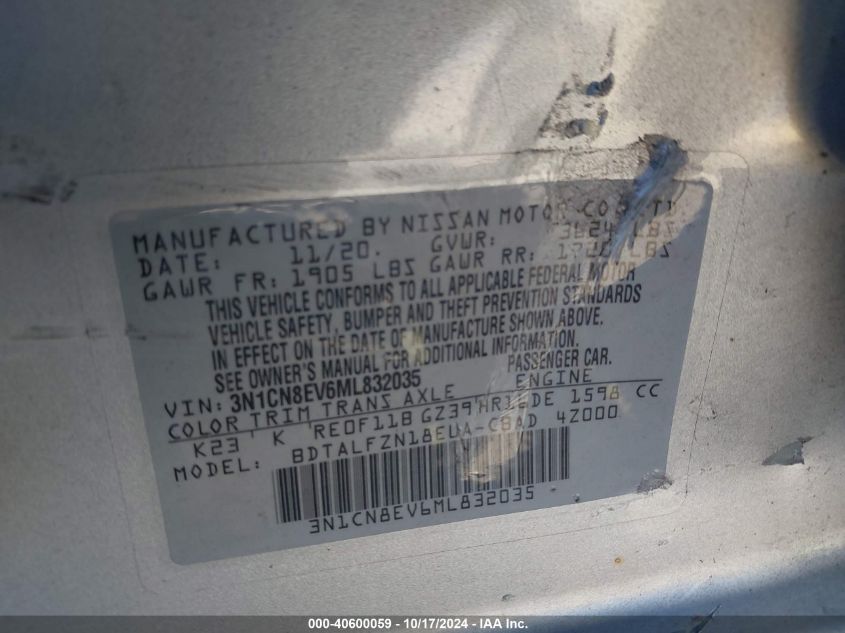 MANUFACTURED BY NISSAN MOTOR CO
DATE: 11/20. GVWR: LBS
GAWR FR: 1905 LBS GAWR RR: LBS
THIS VEHICLE CONFORMS TO ALL APPLICABLE FEDERAL MOTOR
VEHICLE SAFETY, BUMPER AND THEFT PREVENTION STANDARDS
IN EFFECT ON THE DATE OF MANUFACTURE SHOWN ABOVE.
SEE OWNER'S MANUAL FOR ADDITIONAL INFORMATION.
VIN: 3N1CN8EV6ML832035 PASSENGER CAR.
COLOR TRIM TRANS AXLE ENGINE
K23 K RE0F11B GZ39 HR16DE 1598 CC
MODEL: BDTALFZN18EUA-C8AD 4Z000
3N1CN8EV6ML832035
000-40600059 - 10/17/2024 - IAA Inc.